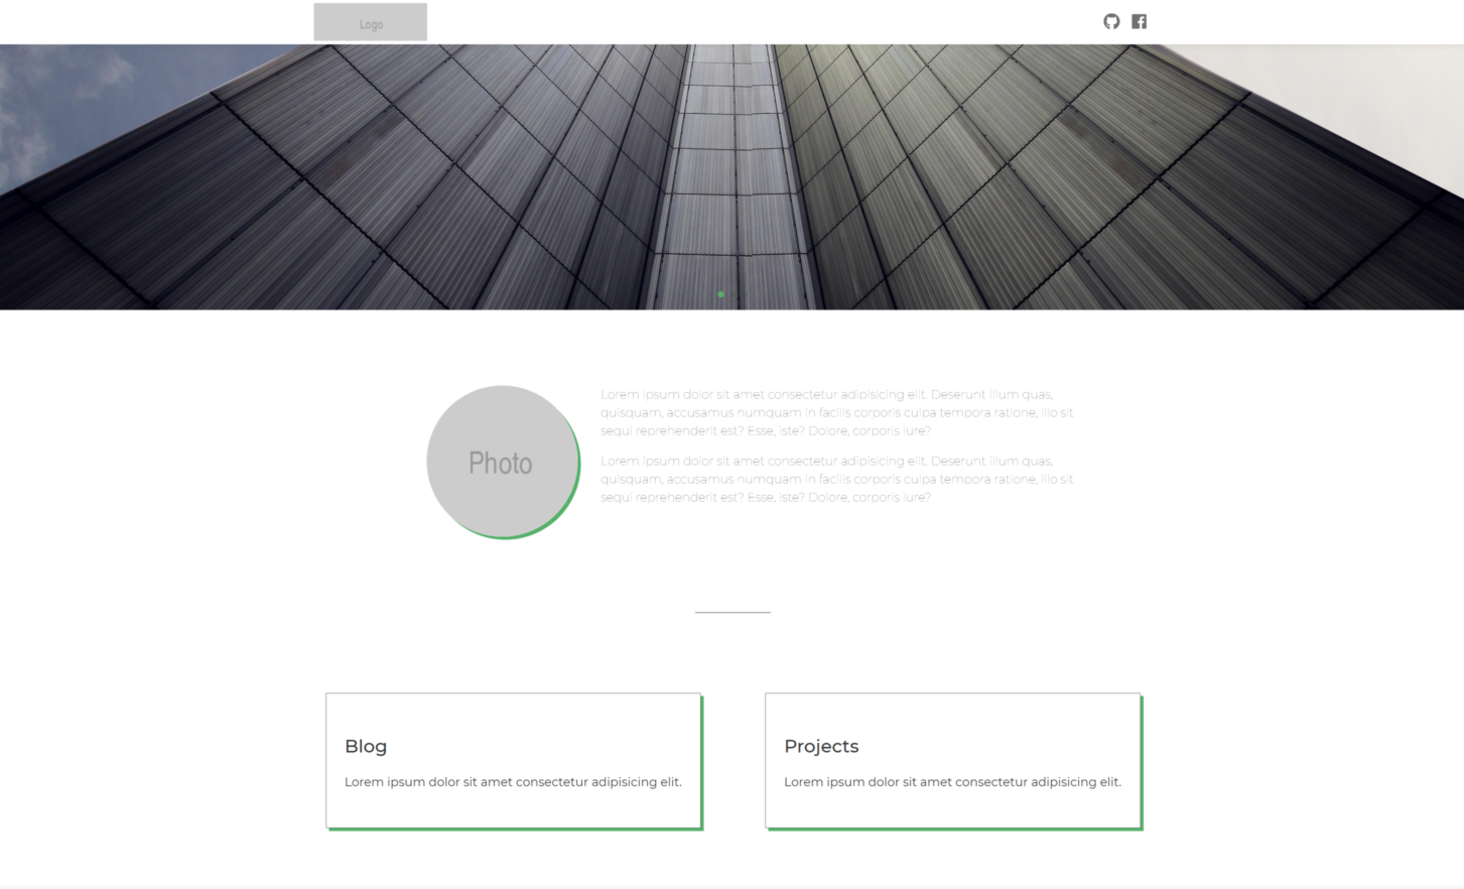 Logo
Photo
Lorem ipsum dolor sit amet consectetur adipisicing elit. Deserunt illum quas,
quisquam, accusamus numquam in facilis corporis culpa tempora ratione, illo sit
sequi reprehenderit est? Esse, iste? Dolore, corporis iure?
Lorem ipsum dolor sit amet consectetur adipisicing elit. Deserunt illum quas,
quisquam, accusamus numquam in facilis corporis culpa tempora ratione, illo sit
sequi reprehenderit est? Esse, iste? Dolore, corporis iure?
Blog
Lorem ipsum dolor sit amet consectetur adipisicing elit.
Projects
Lorem ipsum dolor sit amet consectetur adipisicing elit.